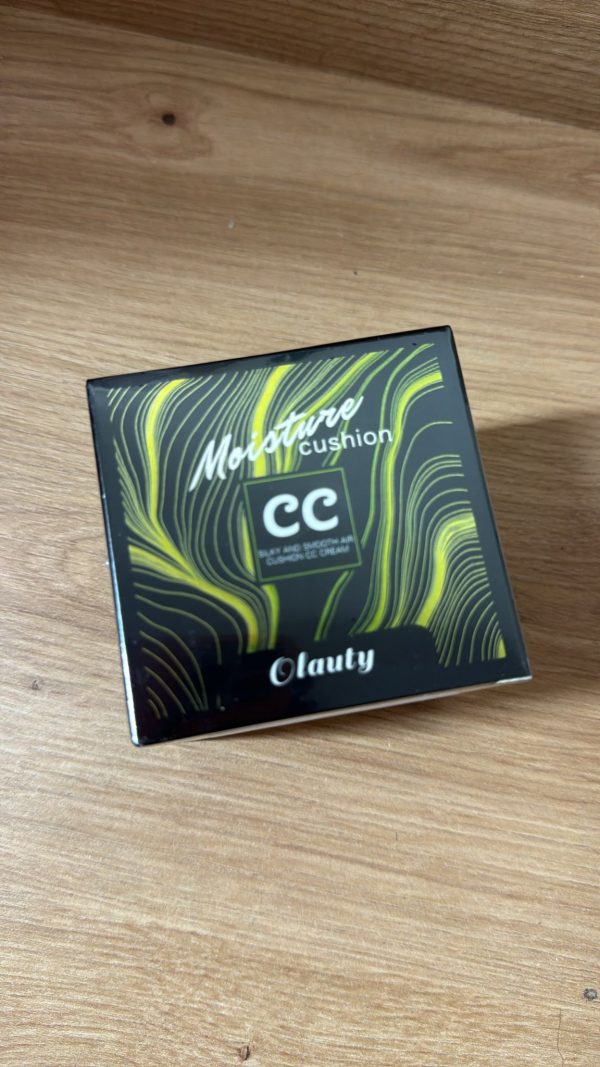 Moisture
cushion
CC
SILKY AND SMOOTH AIR
CUSHION CC CREAM
Olauty